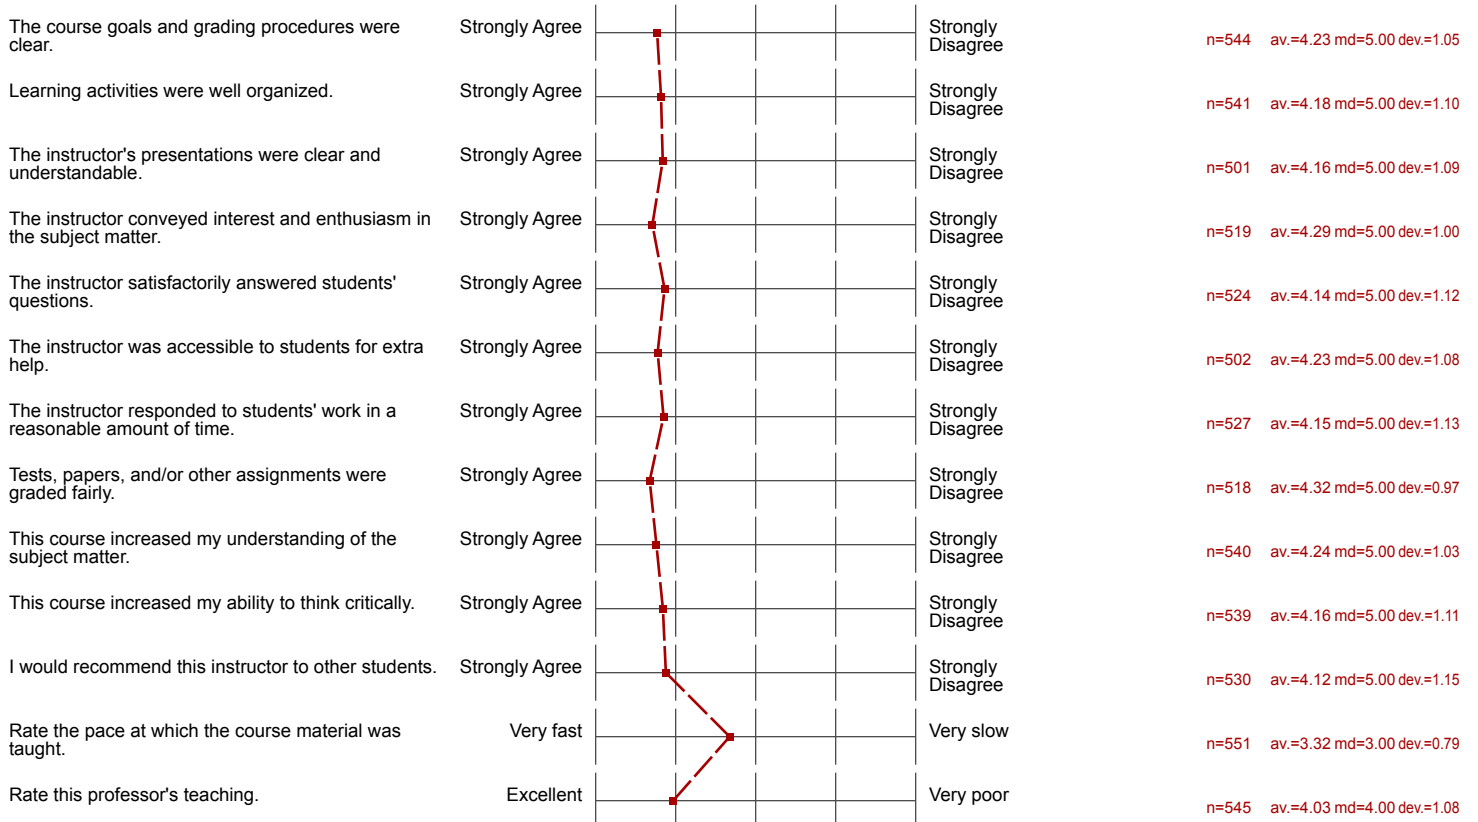 The course goals and grading procedures were
clear.
Strongly Agree
Strongly
Disagree
n=544 av.=4.23 md=5.00 dev.=1.05
Learning activities were well organized.
Strongly Agree
Strongly
Disagree
n=541 av.=4.18 md=5.00 dev.=1.10
The instructor's presentations were clear and
understandable.
Strongly Agree
Strongly
Disagree
n=501 av.=4.16 md=5.00 dev.=1.09
The instructor conveyed interest and enthusiasm in
the subject matter.
Strongly Agree
Strongly
Disagree
n=519 av.=4.29 md=5.00 dev.=1.00
The instructor satisfactorily answered students'
questions.
Strongly Agree
Strongly
Disagree
n=524 av.=4.14 md=5.00 dev.=1.12
The instructor was accessible to students for extra
help.
Strongly Agree
Strongly
Disagree
n=502 av.=4.23 md=5.00 dev.=1.08
The instructor responded to students' work in a
reasonable amount of time.
Strongly Agree
Strongly
Disagree
n=527 av.=4.15 md=5.00 dev.=1.13
Tests, papers, and/or other assignments were
graded fairly.
Strongly Agree
Strongly
Disagree
n=518 av.=4.32 md=5.00 dev.=0.97
This course increased my understanding of the
subject matter.
Strongly Agree
Strongly
Disagree
n=540 av.=4.24 md=5.00 dev.=1.03
This course increased my ability to think critically.
Strongly Agree
Strongly
Disagree
n=539 av.=4.16 md=5.00 dev.=1.11
I would recommend this instructor to other students.
Strongly Agree
Strongly
Disagree
n=530 av.=4.12 md=5.00 dev.=1.15
Rate the pace at which the course material was
taught.
Very fast
Very slow
n=551 av.=3.32 md=3.00 dev.=0.79
Rate this professor's teaching.
Excellent
Very poor
n=545 av.=4.03 md=4.00 dev.=1.08